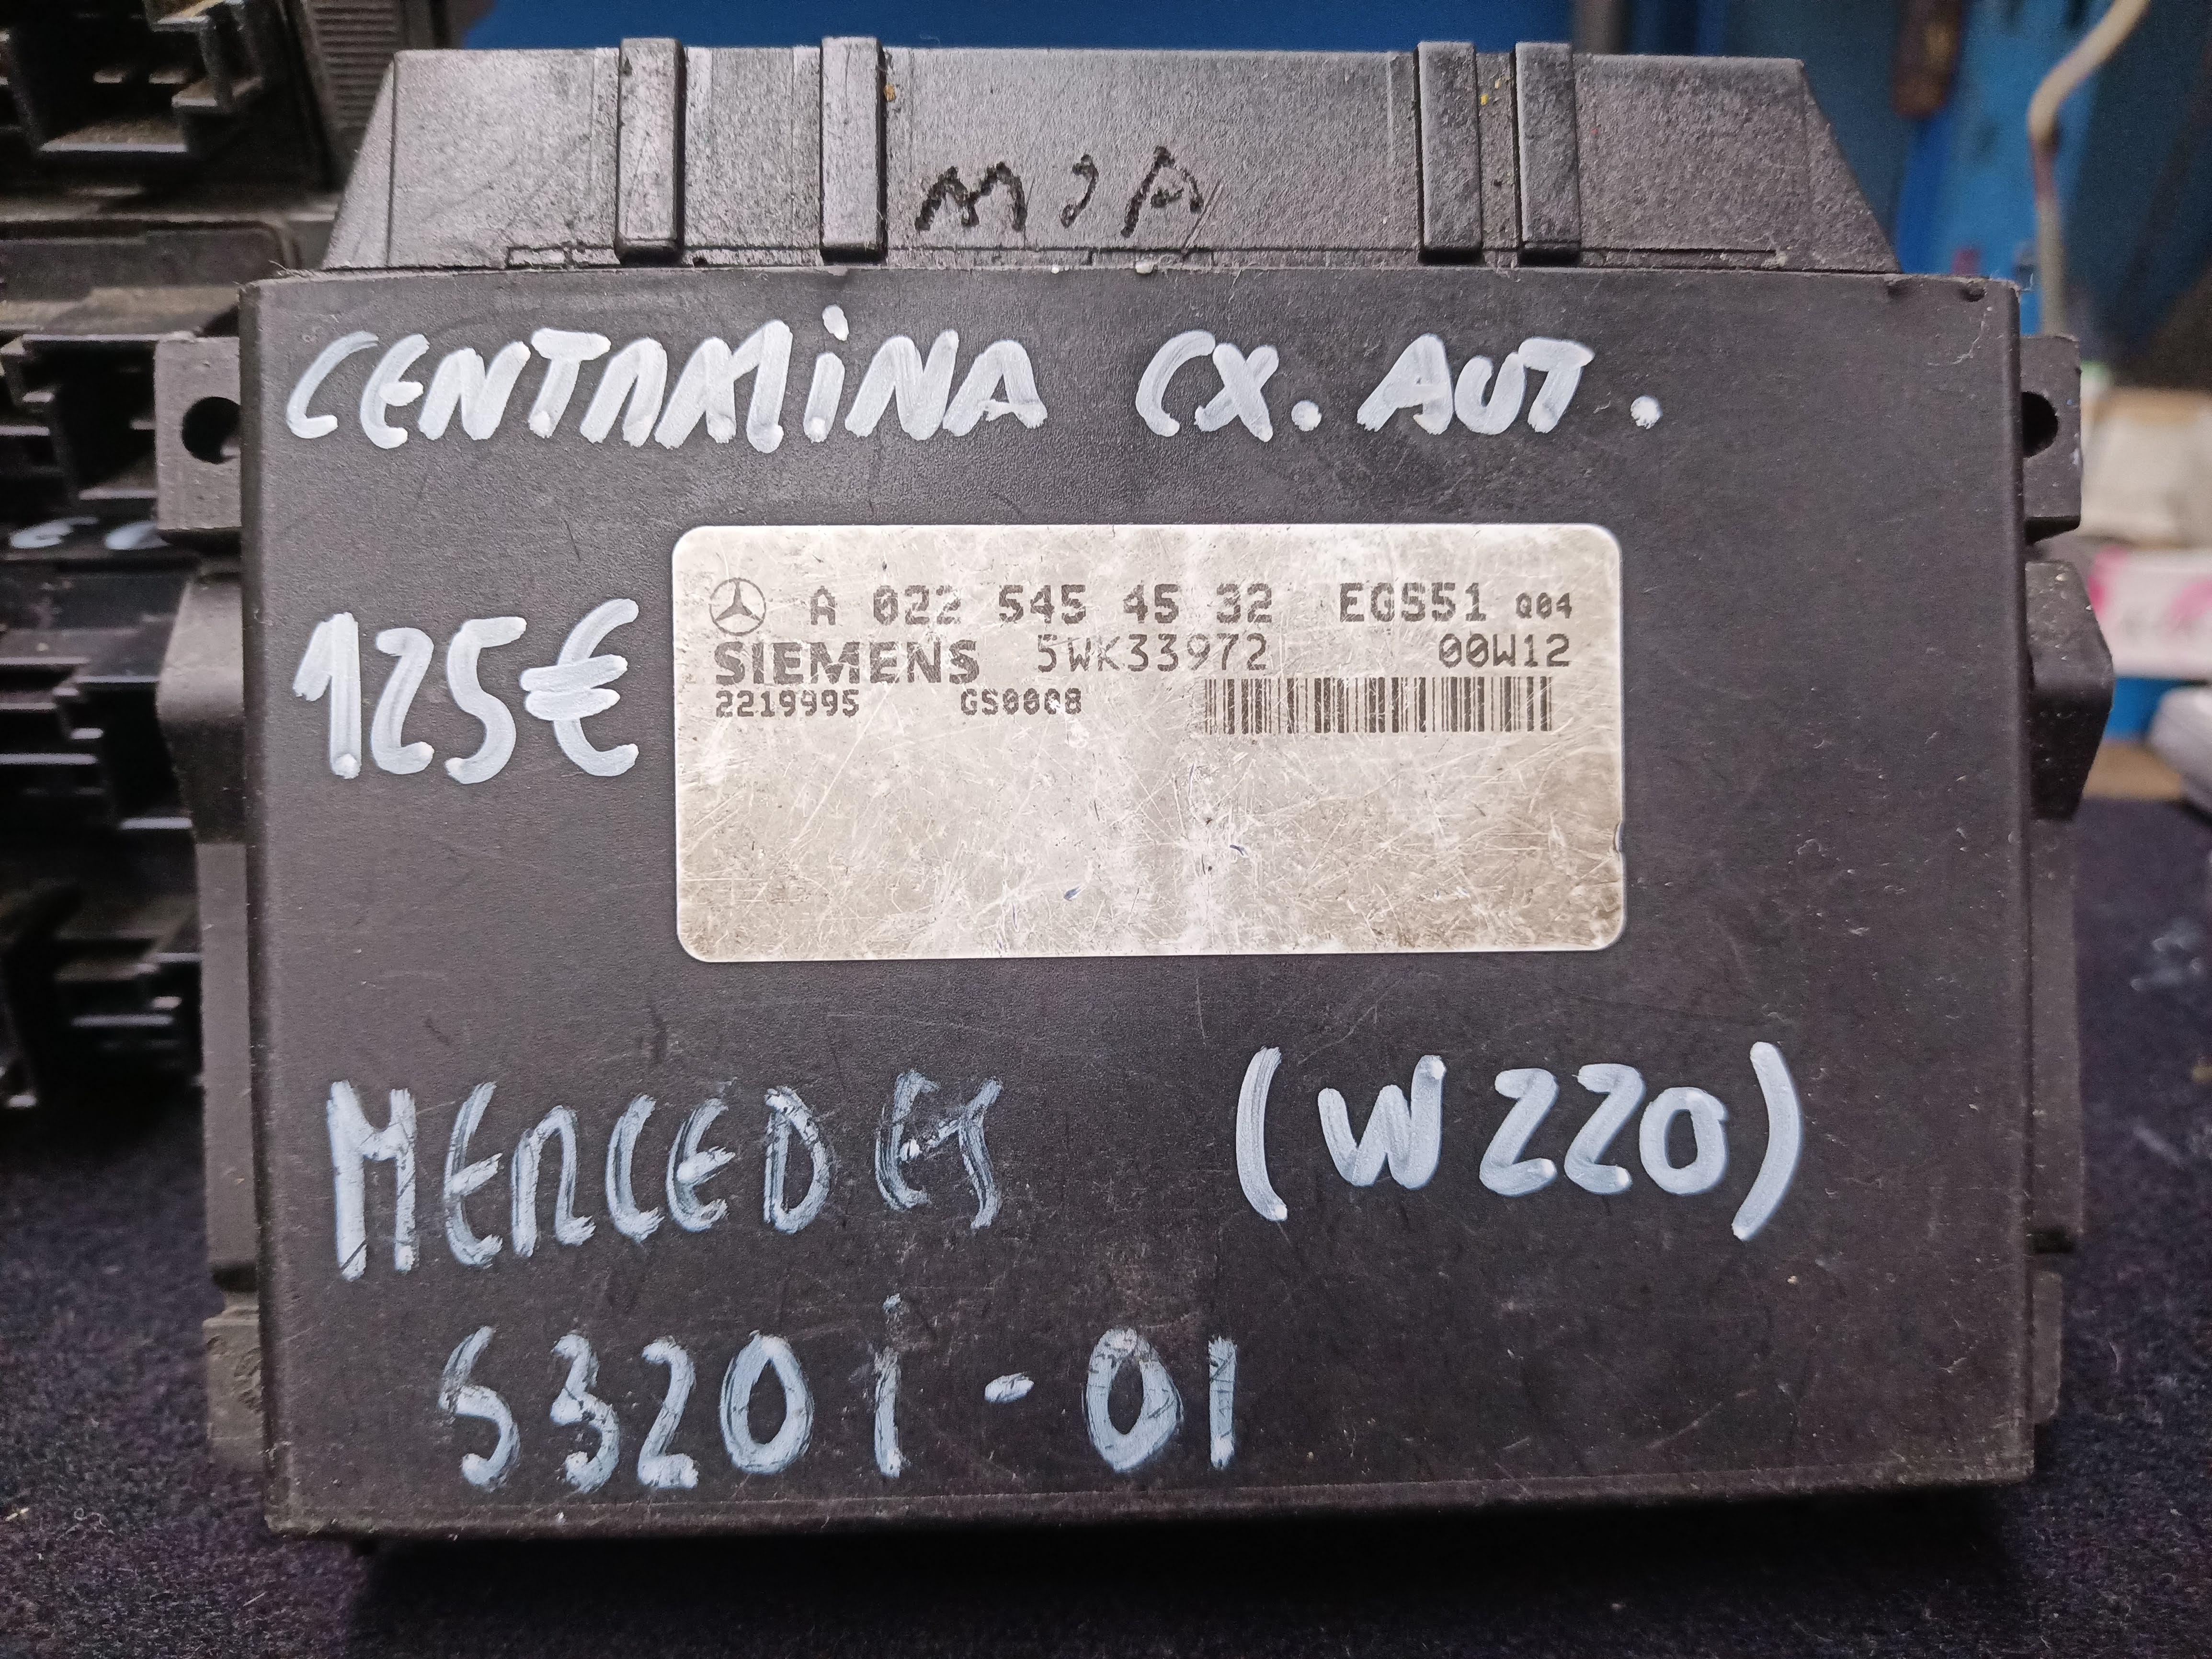 M2A
CENTRALINA CX. AUT.
125€
A 022 545 45 32 EGS51 Q04
SIEMENS 5WK33972 00W12
2219995 GS0008
MERCEDES (W220)
S320i-01